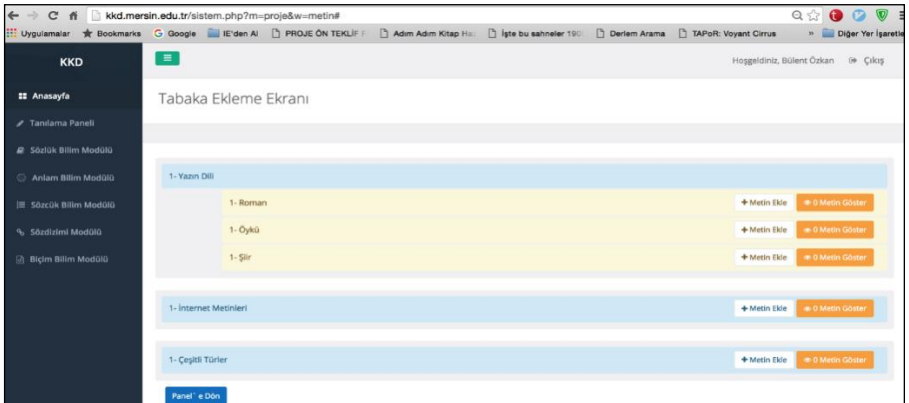 kkd.mersin.edu.tr/sistem.php?m=proje&w=metin#
Uygulamalar Bookmarks Google IE'den Al PROJE ÖN TEKLİF Adım Adım Kitap İşte bu sahneler 190 Derlem Arama TAPoR: Voyant Cirrus » Diğer Yer İşaretle
KKD
Hoşgeldiniz, Bülent Özkan Çıkış
Anasayfa
Tabaka Ekleme Ekranı
Tanılama Paneli
Sözlük Bilim Modülü
Anlam Bilim Modülü
Sözcük Bilim Modülü
Sözdizimi Modülü
Biçim Bilim Modülü
1- Yazın Dili
1- Roman + Metin Ekle 0 Metin Göster
1- Öykü + Metin Ekle 0 Metin Göster
1- Şiir + Metin Ekle 0 Metin Göster
1- İnternet Metinleri + Metin Ekle 0 Metin Göster
1- Çeşitli Türler + Metin Ekle 0 Metin Göster
Panel` e Dön